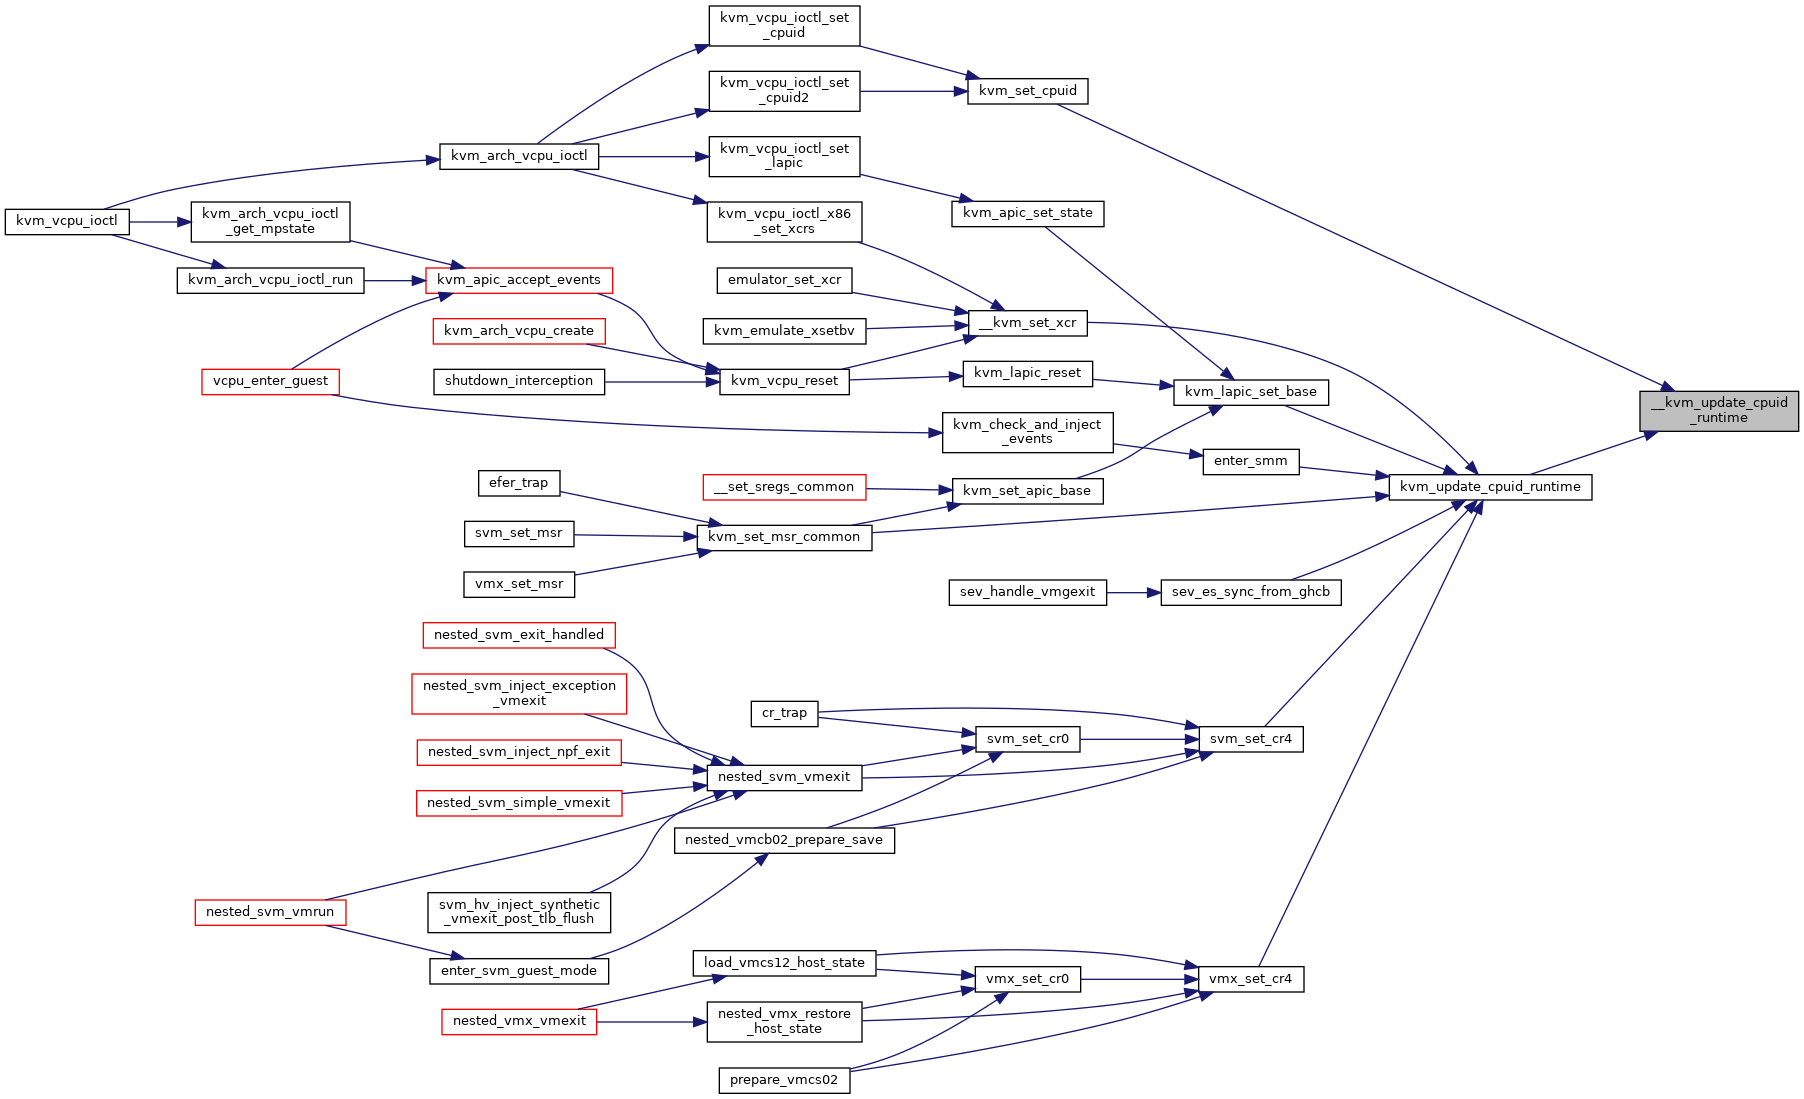 kvm_vcpu_ioctl_set
_cpuid
kvm_vcpu_ioctl_set
_cpuid2
kvm_set_cpuid
kvm_arch_vcpu_ioctl
kvm_vcpu_ioctl_set
_lapic
kvm_vcpu_ioctl
kvm_arch_vcpu_ioctl
_get_mpstate
kvm_vcpu_ioctl_x86
_set_xcrs
kvm_apic_set_state
kvm_arch_vcpu_ioctl_run
kvm_apic_accept_events
emulator_set_xcr
kvm_arch_vcpu_create
kvm_emulate_xsetbv
__kvm_set_xcr
vcpu_enter_guest
shutdown_interception
kvm_vcpu_reset
kvm_lapic_reset
kvm_lapic_set_base
__kvm_update_cpuid
_runtime
kvm_check_and_inject
_events
enter_smm
efer_trap
__set_sregs_common
kvm_set_apic_base
kvm_update_cpuid_runtime
svm_set_msr
kvm_set_msr_common
vmx_set_msr
sev_handle_vmgexit
sev_es_sync_from_ghcb
nested_svm_exit_handled
nested_svm_inject_exception
_vmexit
cr_trap
nested_svm_inject_npf_exit
svm_set_cr0
svm_set_cr4
nested_svm_vmexit
nested_svm_simple_vmexit
nested_vmcb02_prepare_save
nested_svm_vmrun
svm_hv_inject_synthetic
_vmexit_post_tlb_flush
enter_svm_guest_mode
load_vmcs12_host_state
vmx_set_cr0
vmx_set_cr4
nested_vmx_vmexit
nested_vmx_restore
_host_state
prepare_vmcs02